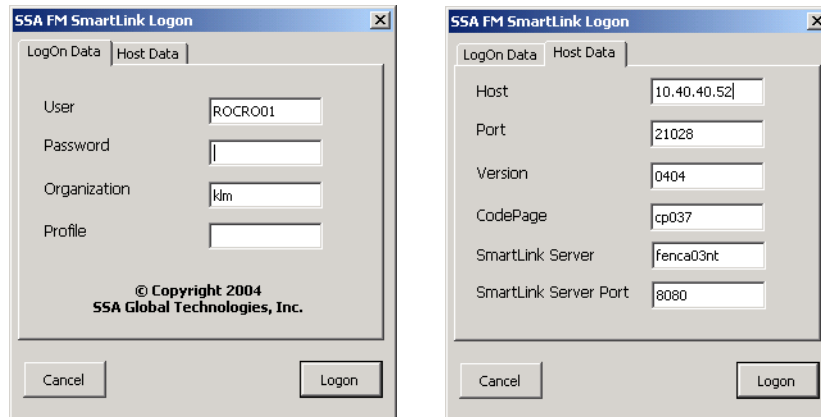 SSA FM SmartLink Logon
LogOn Data Host Data
User ROCRO01
Password
Organization klm
Profile
© Copyright 2004
SSA Global Technologies, Inc.
Cancel Logon
SSA FM SmartLink Logon
LogOn Data Host Data
Host 10.40.40.52
Port 21028
Version 0404
CodePage cp037
SmartLink Server fenca03nt
SmartLink Server Port 8080
Cancel Logon